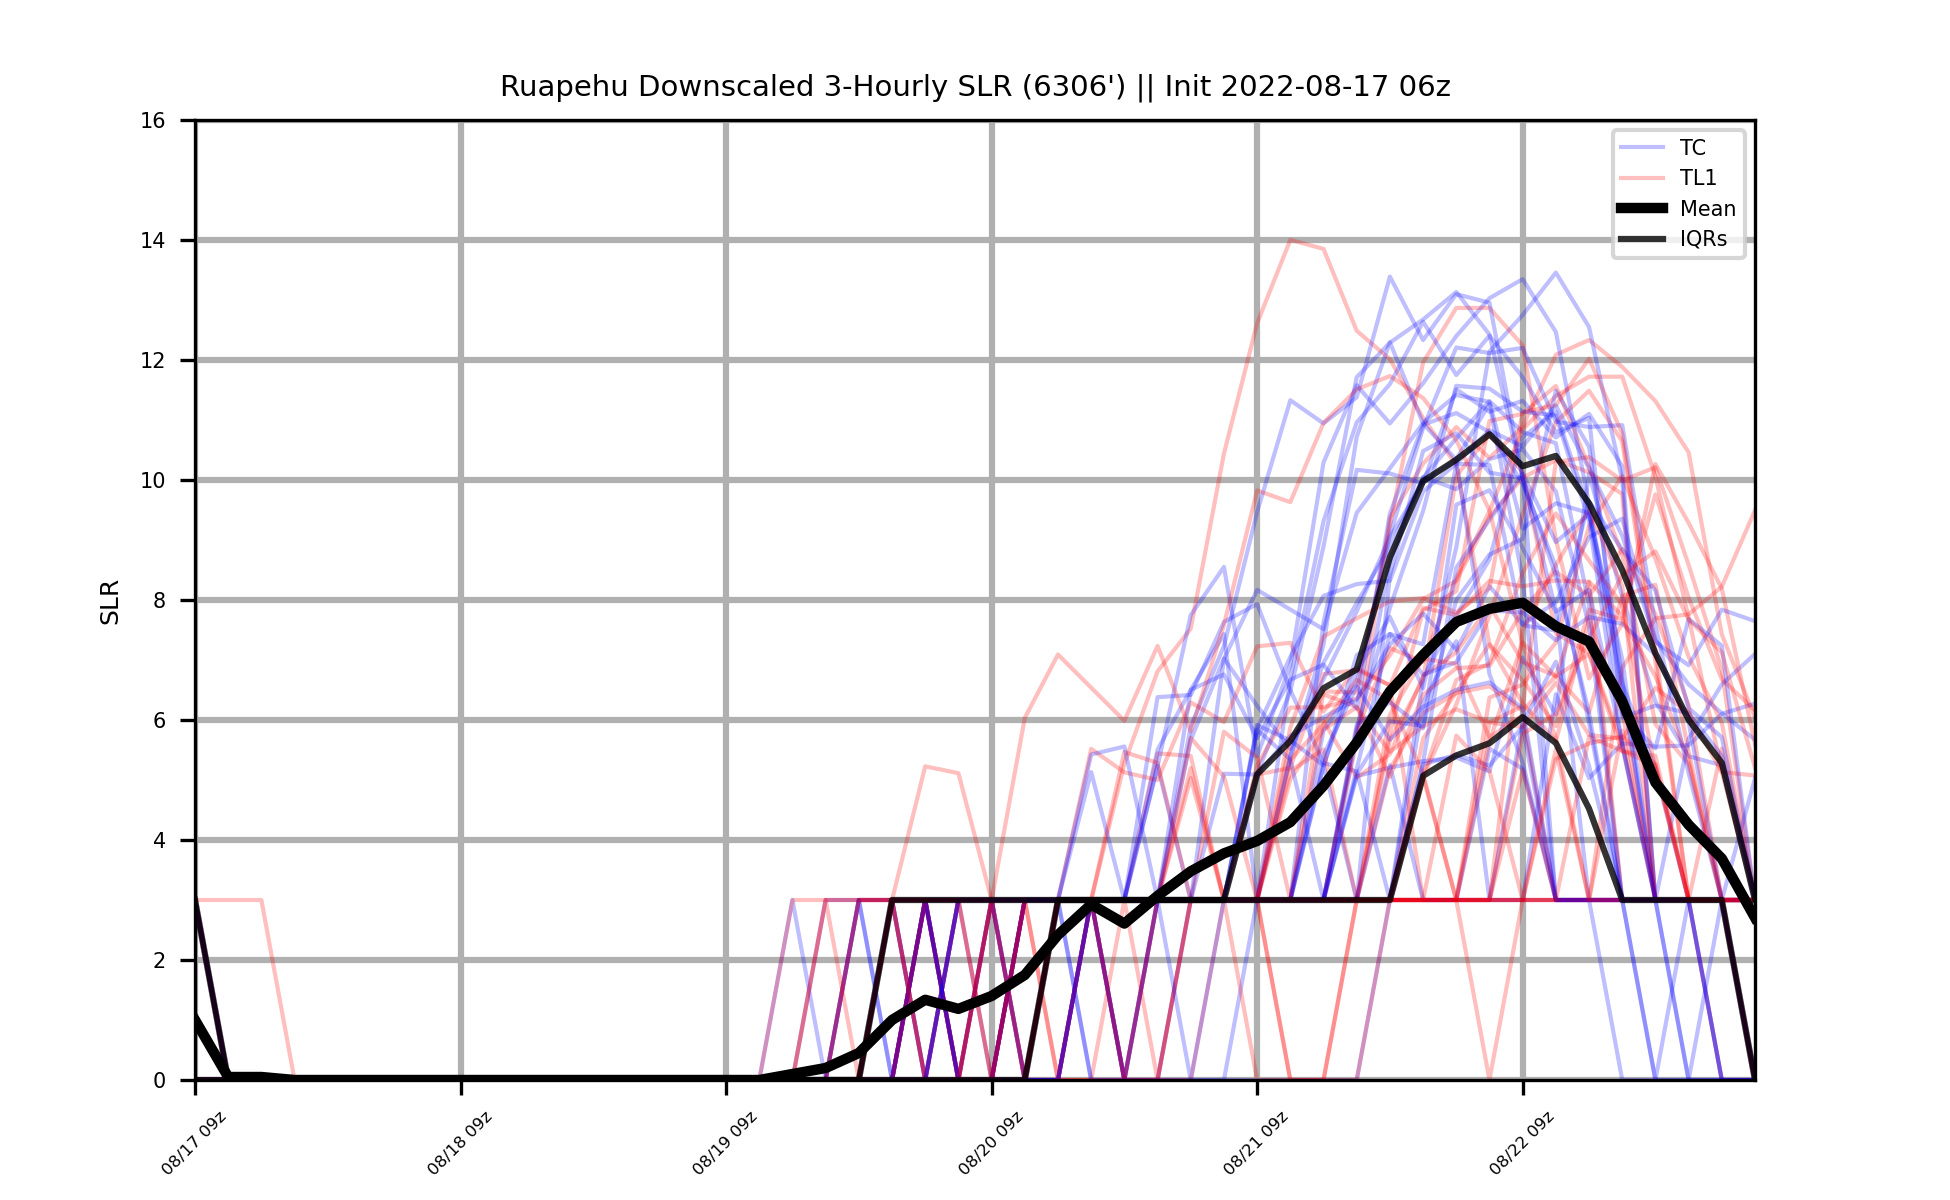 Ruapehu Downscaled 3-Hourly SLR (6306') || Init 2022-08-17 06z
TC
TL1
Mean
IQRs
SLR
16
14
12
10
8
6
4
2
0
08/17 09z
08/18 09z
08/19 09z
08/20 09z
08/21 09z
08/22 09z